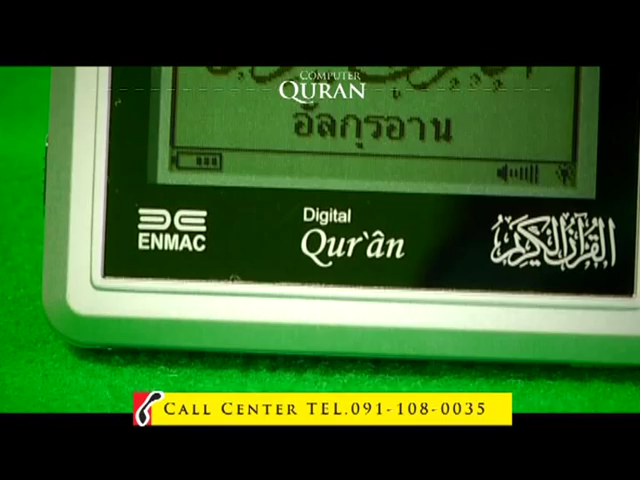 COMPUTER
QURAN
อัลกุรอาน
ENMAC
Digital
Qur`ân
القرآن الكريم
CALL CENTER TEL.091-108-0035